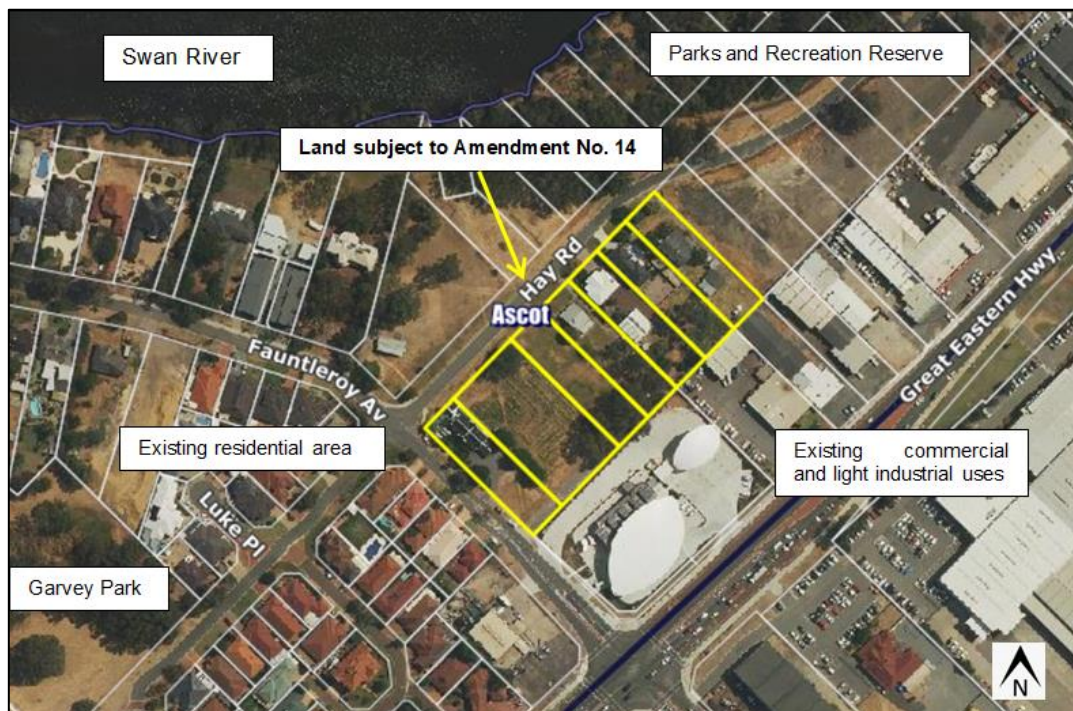 Swan River
Parks and Recreation Reserve
Land subject to Amendment No. 14
Hay Rd
Ascot
Fauntleroy Av
Great Eastern Hwy
Existing residential area
Existing commercial
and light industrial uses
Luke Pl
Garvey Park
N